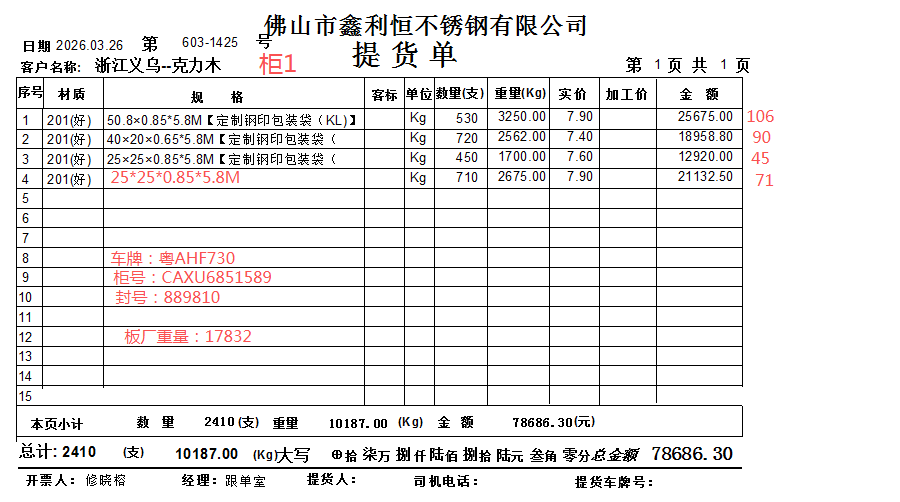 佛山市鑫利恒不锈钢有限公司
日期 2026.03.26 第 603-1425 号 提货单
客户名称: 浙江义乌--克力木 柜1 第 1 页 共 1 页
序号 材质 规 格 客标 单位 数量(支) 重量(Kg) 实价 加工价 金 额
1 201(好) 50.8×0.85*5.8M【定制钢印包装袋（KL)】 Kg 530 3250.00 7.90 25675.00 106
2 201(好) 40×20×0.65*5.8M【定制钢印包装袋（ Kg 720 2562.00 7.40 18958.80 90
3 201(好) 25×25×0.85*5.8M【定制钢印包装袋（ Kg 450 1700.00 7.60 12920.00 45
4 201(好) 25*25*0.85*5.8M Kg 710 2675.00 7.90 21132.50 71
5
6
7
8 车牌：粤AHF730
9 柜号：CAXU6851589
10 封号：889810
11
12 板厂重量：17832
13
14
15
本页小计 数 量 2410 (支) 重量 10187.00 (Kg) 金 额 78686.30(元)
总计: 2410 (支) 10187.00 (Kg)大写 ⊕拾 柒万 捌仟 陆佰 捌拾 陆元 叁角 零分总金额 78686.30
开票人： 修晓榕 经理：跟单室 提货人： 司机电话： 提货车牌号：